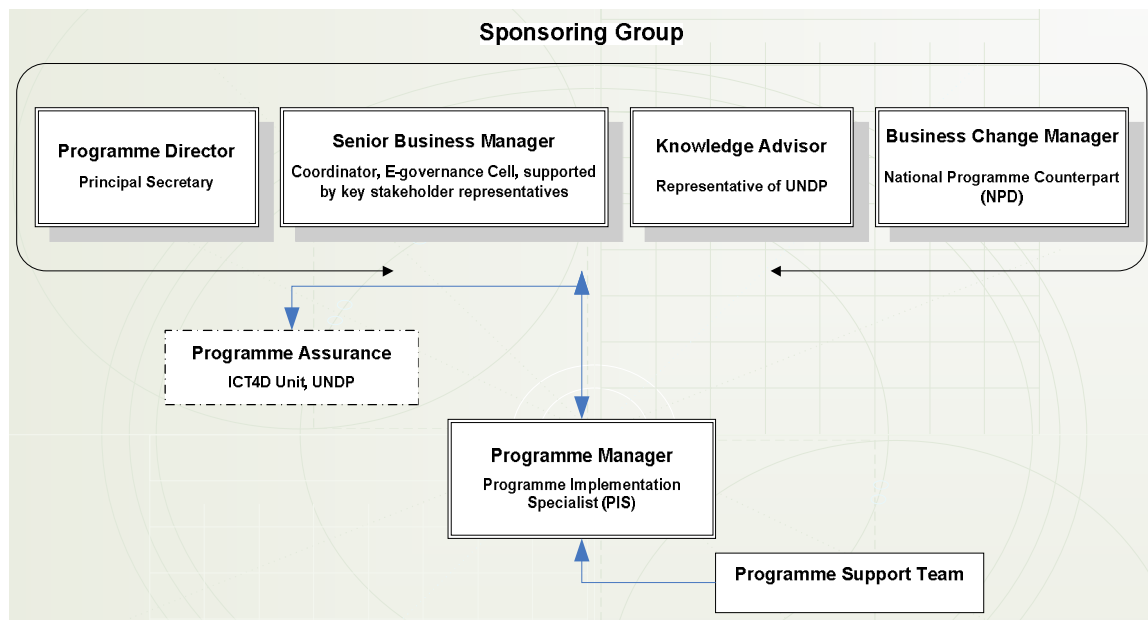 Sponsoring Group
Programme Director
Principal Secretary
Senior Business Manager
Coordinator, E-governance Cell, supported
by key stakeholder representatives
Knowledge Advisor
Representative of UNDP
Business Change Manager
National Programme Counterpart
(NPD)
Programme Assurance
ICT4D Unit, UNDP
Programme Manager
Programme Implementation
Specialist (PIS)
Programme Support Team